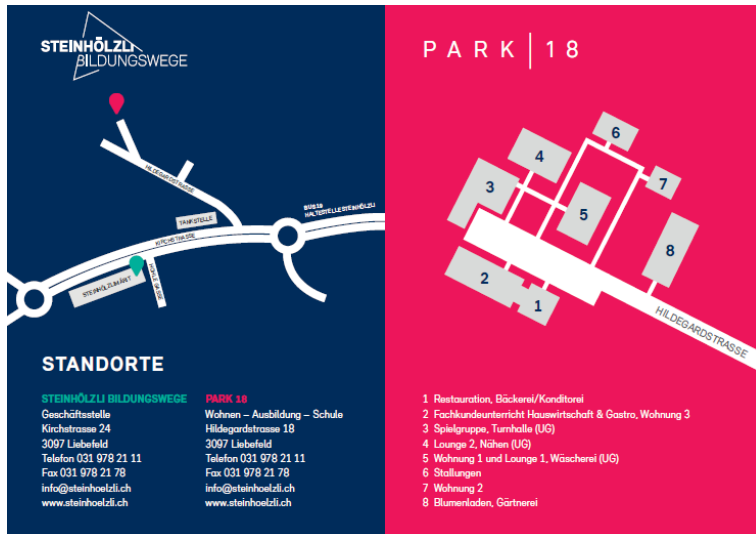 STEINHÖLZLI
BILDUNGSWEGE
HILDEGARDSTRASSE
TANKSTELLE
BUS 29
HALTESTELLE STEINHÖLZLI
KIRCHSTRASSE
STEINHÖLZLIMÄRIT
HOHLE GASSE
STANDORTE
STEINHÖLZLI BILDUNGSWEGE
Geschäftsstelle
Kirchstrasse 24
3097 Liebefeld
Telefon 031 978 21 11
Fax 031 978 21 78
info@steinhoelzli.ch
www.steinhoelzli.ch
PARK 18
Wohnen – Ausbildung – Schule
Hildegardstrasse 18
3097 Liebefeld
Telefon 031 978 21 11
Fax 031 978 21 78
info@steinhoelzli.ch
www.steinhoelzli.ch
PARK | 18
6
4
7
3
5
8
2
1
HILDEGARDSTRASSE
1 Restauration, Bäckerei/Konditorei
2 Fachkundeunterricht Hauswirtschaft & Gastro, Wohnung 3
3 Spielgruppe, Turnhalle (UG)
4 Lounge 2, Nähen (UG)
5 Wohnung 1 und Lounge 1, Wäscherei (UG)
6 Stallungen
7 Wohnung 2
8 Blumenladen, Gärtnerei